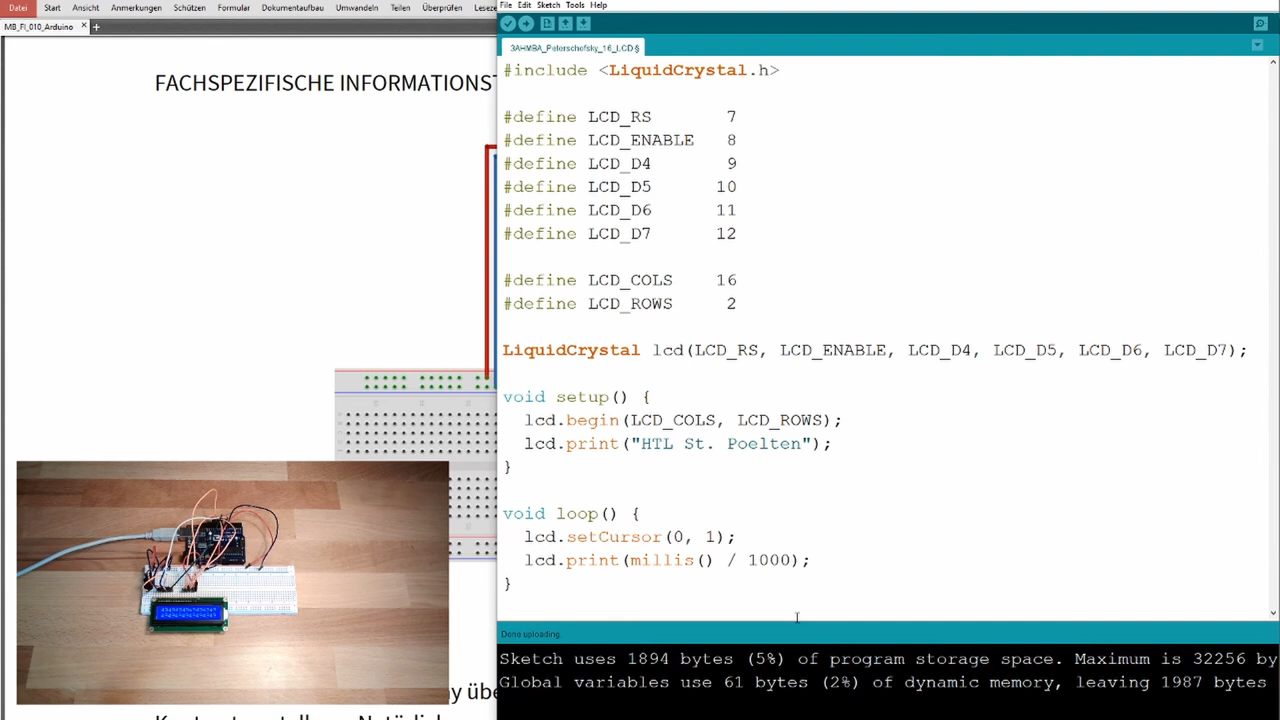 Datei Start Ansicht Anmerkungen Schützen Formular Dokumentaufbau Umwandeln Überprüfen
MB_FI_010_Arduino
FACHSPEZIFISCHE
File Edit Sketch Tools Help
3AHMBA_Peterschofsky_16_LCD §
#include <LiquidCrystal.h>
#define LCD_RS 7
#define LCD_ENABLE 8
#define LCD_D4 9
#define LCD_D5 10
#define LCD_D6 11
#define LCD_D7 12
#define LCD_COLS 16
#define LCD_ROWS 2
LiquidCrystal lcd(LCD_RS, LCD_ENABLE, LCD_D4, LCD_D5, LCD_D6, LCD_D7);
void setup() {
lcd.begin(LCD_COLS, LCD_ROWS);
lcd.print("HTL St. Poelten");
}
void loop() {
lcd.setCursor(0, 1);
lcd.print(millis() / 1000);
}
Done uploading
Sketch uses 1894 bytes (5%) of program storage space. Maximum is 32256 by
Global variables use 61 bytes (2%) of dynamic memory, leaving 1987 bytes